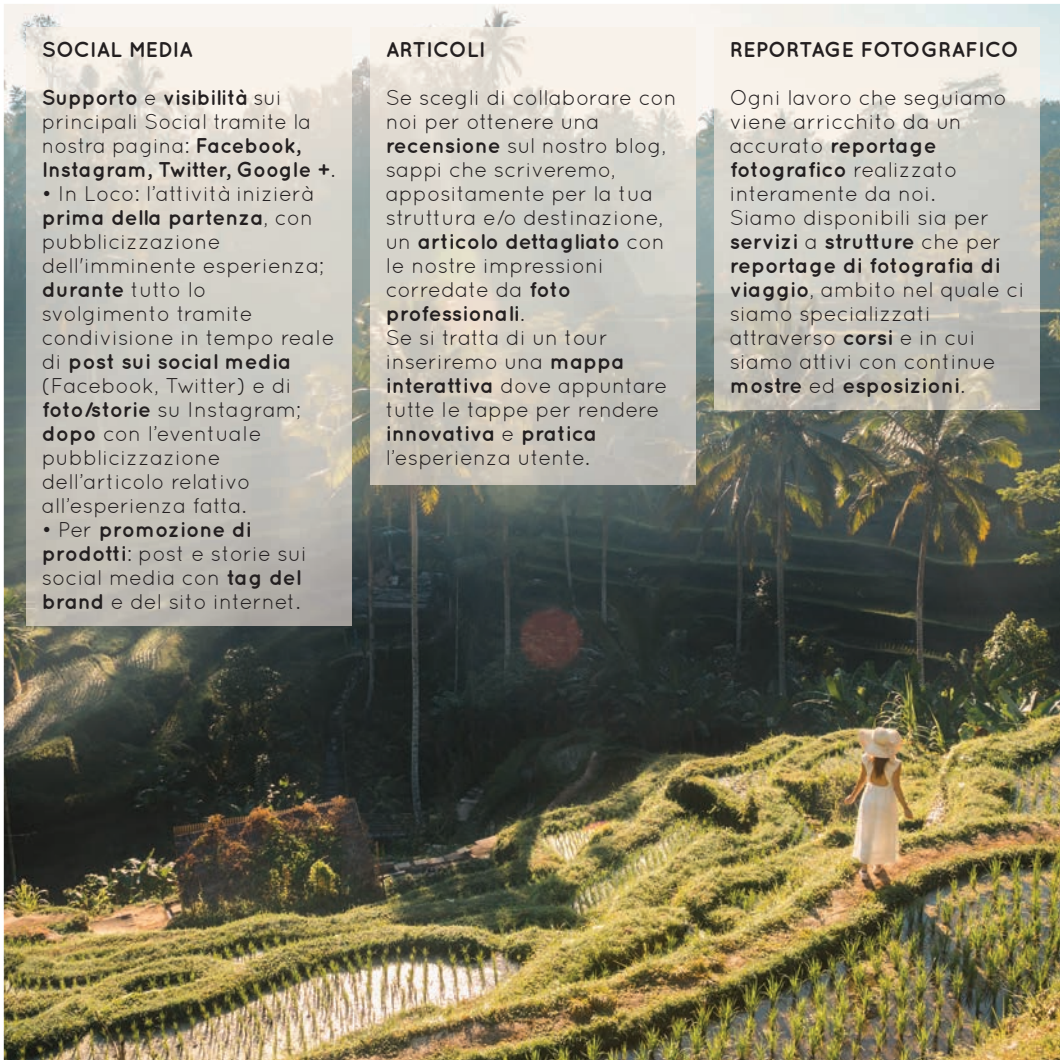 SOCIAL MEDIA
Supporto e visibilità sui
principali Social tramite la
nostra pagina: Facebook,
Instagram, Twitter, Google +.
• In Loco: l'attività inizierà
prima della partenza, con
pubblicizzazione
dell'imminente esperienza;
durante tutto lo
svolgimento tramite
condivisione in tempo reale
di post sui social media
(Facebook, Twitter) e di
foto/storie su Instagram;
dopo con l'eventuale
pubblicizzazione
dell'articolo relativo
all'esperienza fatta.
• Per promozione di
prodotti: post e storie sui
social media con tag del
brand e del sito internet.
ARTICOLI
Se scegli di collaborare con
noi per ottenere una
recensione sul nostro blog,
sappi che scriveremo,
appositamente per la tua
struttura e/o destinazione,
un articolo dettagliato con
le nostre impressioni
corredate da foto
professionali.
Se si tratta di un tour
inseriremo una mappa
interattiva dove appuntare
tutte le tappe per rendere
innovativa e pratica
l'esperienza utente.
REPORTAGE FOTOGRAFICO
Ogni lavoro che seguiamo
viene arricchito da un
accurato reportage
fotografico realizzato
interamente da noi.
Siamo disponibili sia per
servizi a strutture che per
reportage di fotografia di
viaggio, ambito nel quale ci
siamo specializzati
attraverso corsi e in cui
siamo attivi con continue
mostre ed esposizioni.